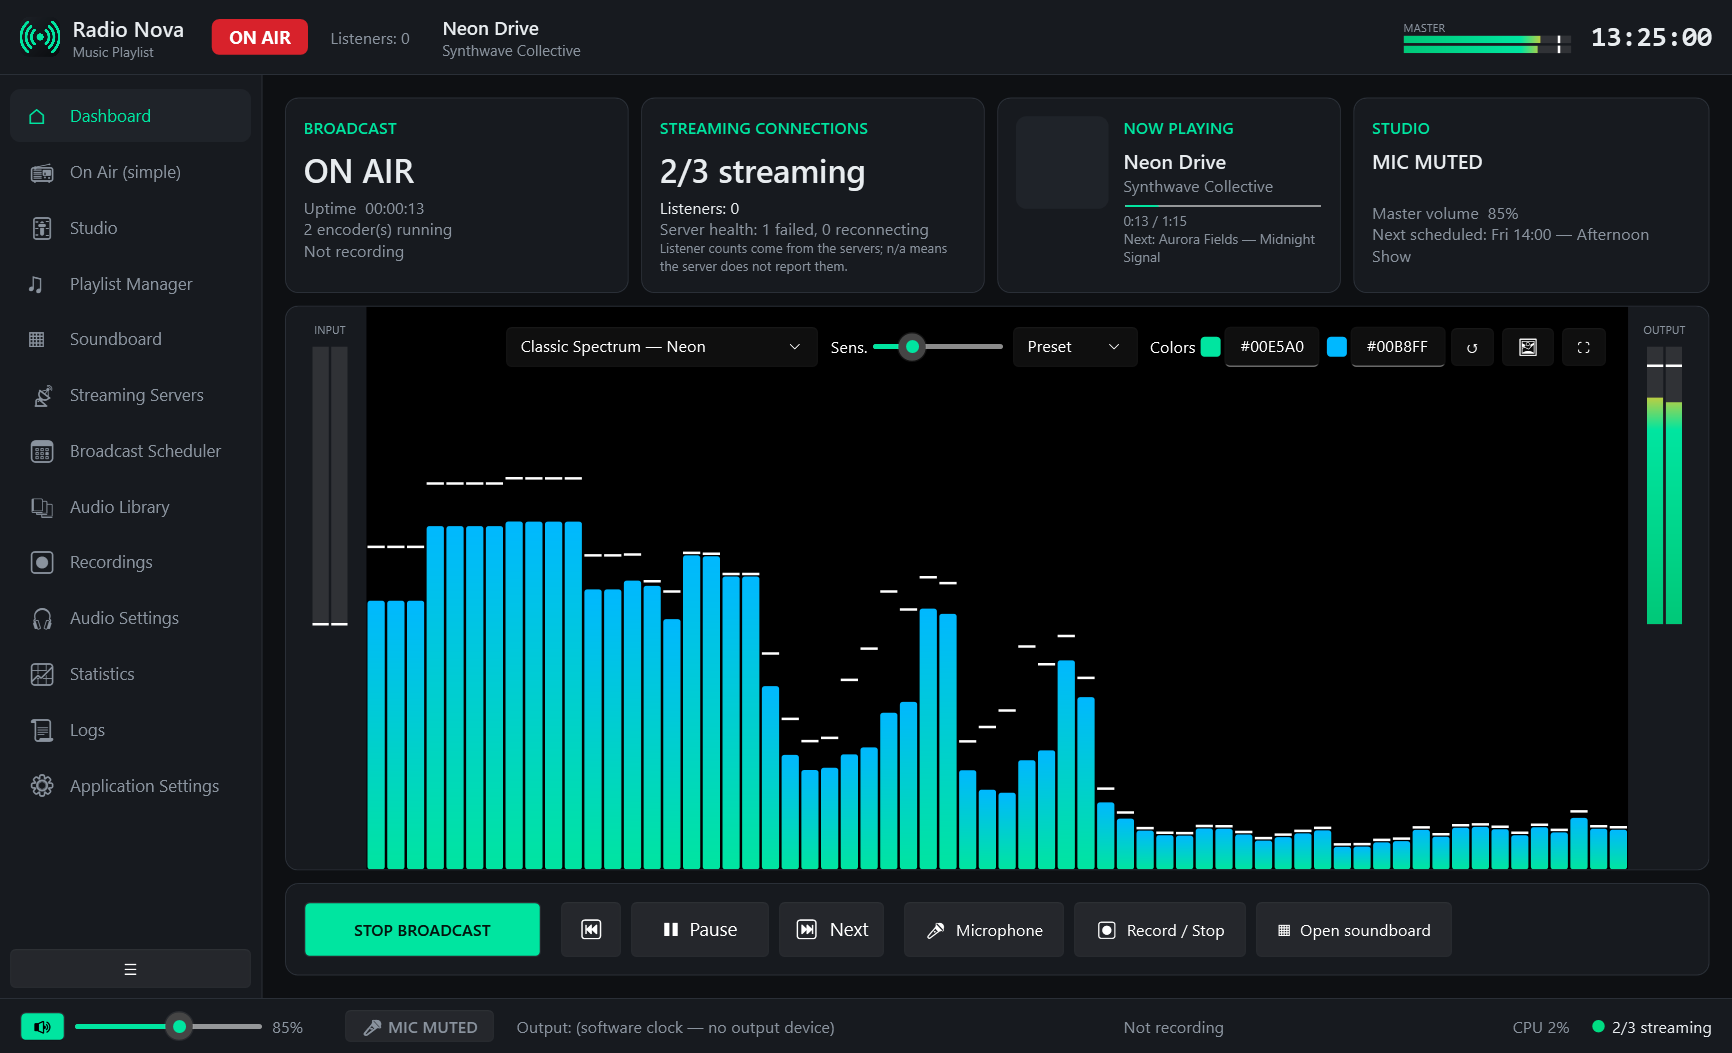 Radio Nova
Music Playlist
ON AIR
Listeners: 0
Neon Drive
Synthwave Collective
MASTER
13:25:00
Dashboard
On Air (simple)
Studio
Playlist Manager
Soundboard
Streaming Servers
Broadcast Scheduler
Audio Library
Recordings
Audio Settings
Statistics
Logs
Application Settings
BROADCAST
ON AIR
Uptime 00:00:13
2 encoder(s) running
Not recording
STREAMING CONNECTIONS
2/3 streaming
Listeners: 0
Server health: 1 failed, 0 reconnecting
Listener counts come from the servers; n/a means
the server does not report them.
NOW PLAYING
Neon Drive
Synthwave Collective
0:13 / 1:15
Next: Aurora Fields — Midnight
Signal
STUDIO
MIC MUTED
Master volume 85%
Next scheduled: Fri 14:00 — Afternoon
Show
INPUT
Classic Spectrum — Neon
Sens.
Preset
Colors
#00E5A0
#00B8FF
OUTPUT
STOP BROADCAST
Pause
Next
Microphone
Record / Stop
Open soundboard
85%
MIC MUTED
Output: (software clock — no output device)
Not recording
CPU 2%
2/3 streaming